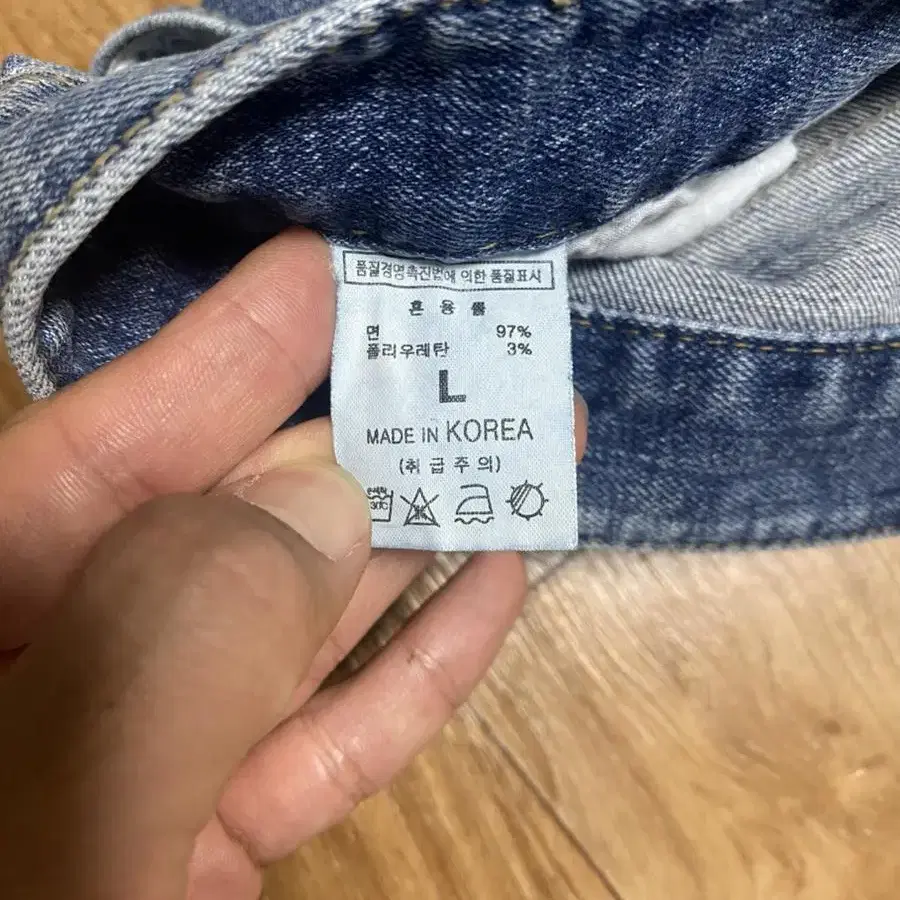 품질경영촉진법에 의한 품질표시
혼 용 률
면 97%
폴리우레탄 3%
L
MADE IN KOREA
(취 급 주 의)
30℃